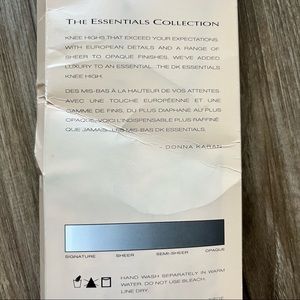 THE ESSENTIALS COLLECTION
KNEE HIGHS THAT EXCEED YOUR EXPECTATIONS
WITH EUROPEAN DETAILS AND A RANGE OF
SHEER TO OPAQUE FINISHES, WE'VE ADDED
LUXURY TO AN ESSENTIAL...THE DK ESSENTIALS
KNEE HIGH.
DES MIS-BAS À LA HAUTEUR DE VOS ATTENTES
AVEC UNE TOUCHE EUROPÉENNE ET UNE
GAMME DE FINIS, DU PLUS DIAPHANE AU PLUS
OPAQUE, VOICI L'INDISPENSABLE PLUS RAFFINÉ
QUE JAMAIS LES MIS-BAS DK ESSENTIALS.
- DONNA KARAN
SIGNATURE SHEER SEMI-SHEER OPAQUE
HAND WASH SEPARATELY IN WARM
WATER. DO NOT USE BLEACH.
LINE DRY.